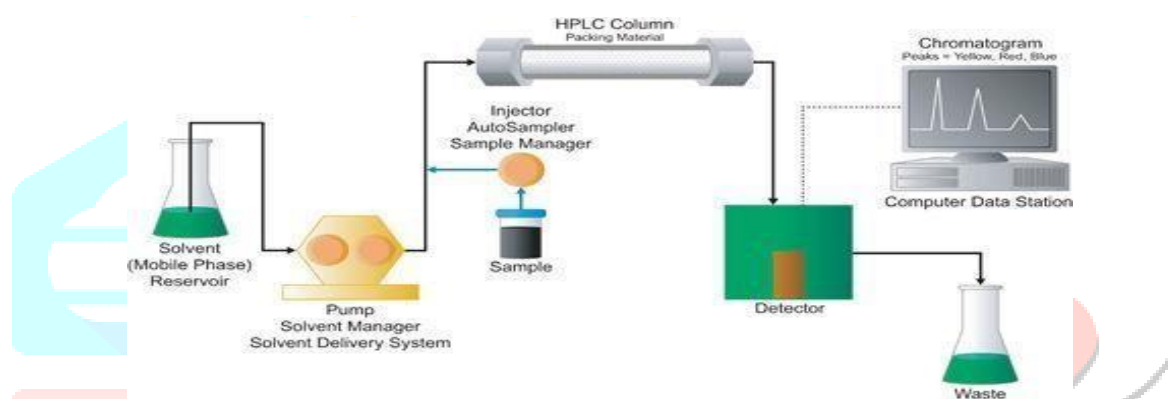 HPLC Column
Packing Material
Chromatogram
Peaks = Yellow, Red, Blue
Injector
AutoSampler
Sample Manager
Solvent
(Mobile Phase)
Reservoir
Sample
Computer Data Station
Pump
Solvent Manager
Solvent Delivery System
Detector
Waste